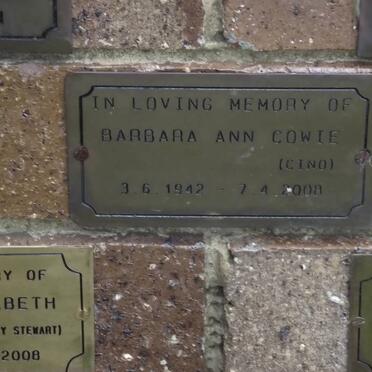 IN LOVING MEMORY OF
BARBARA ANN COWIE
(CINO)
3.6.1942 - 7.4.2008
Y OF
BETH
Y STEWART)
2008